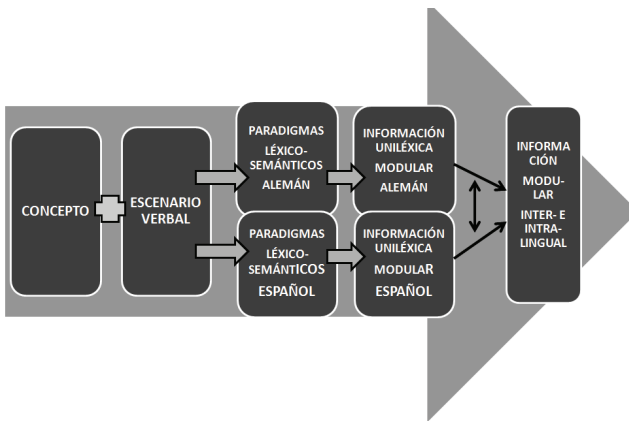 CONCEPTO
ESCENARIO
VERBAL
PARADIGMAS
LÉXICO-
SEMÁNTICOS
ALEMÁN
PARADIGMAS
LÉXICO-
SEMÁNTICOS
ESPAÑOL
INFORMACIÓN
UNILÉXICA
MODULAR
ALEMÁN
INFORMACIÓN
UNILÉXICA
MODULAR
ESPAÑOL
INFORMA
CIÓN
MODU-
LAR
INTER- E
INTRA-
LINGUAL